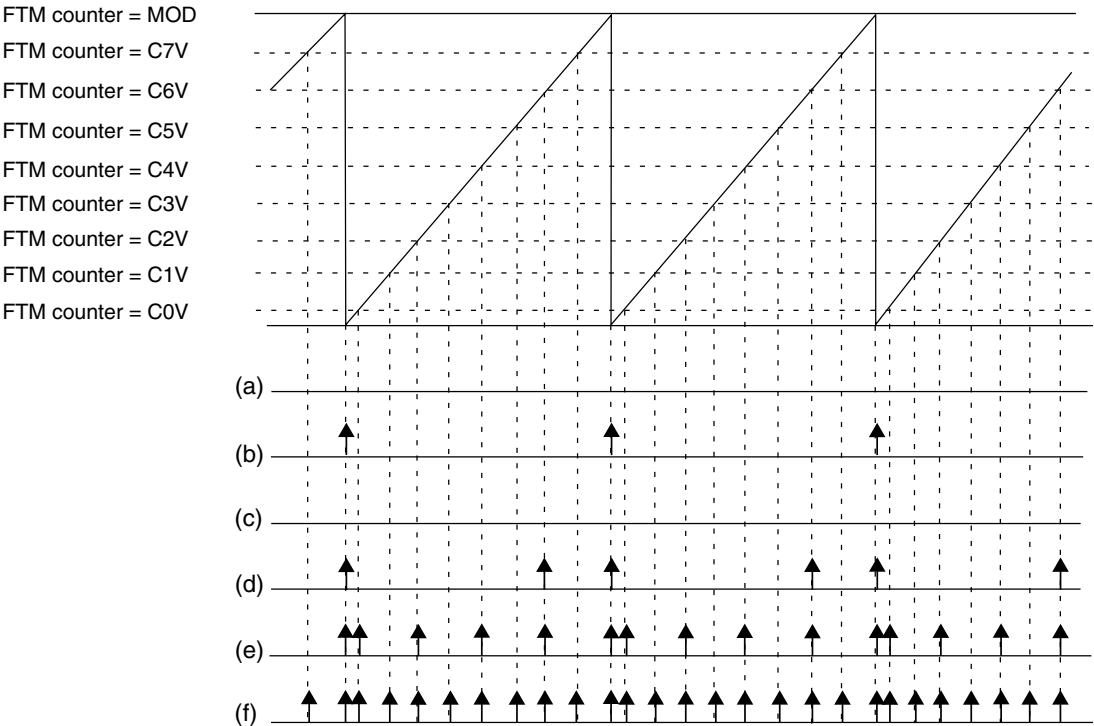 FTM counter = MOD
FTM counter = C7V
FTM counter = C6V
FTM counter = C5V
FTM counter = C4V
FTM counter = C3V
FTM counter = C2V
FTM counter = C1V
FTM counter = C0V
(a)
(b)
(c)
(d)
(e)
(f)